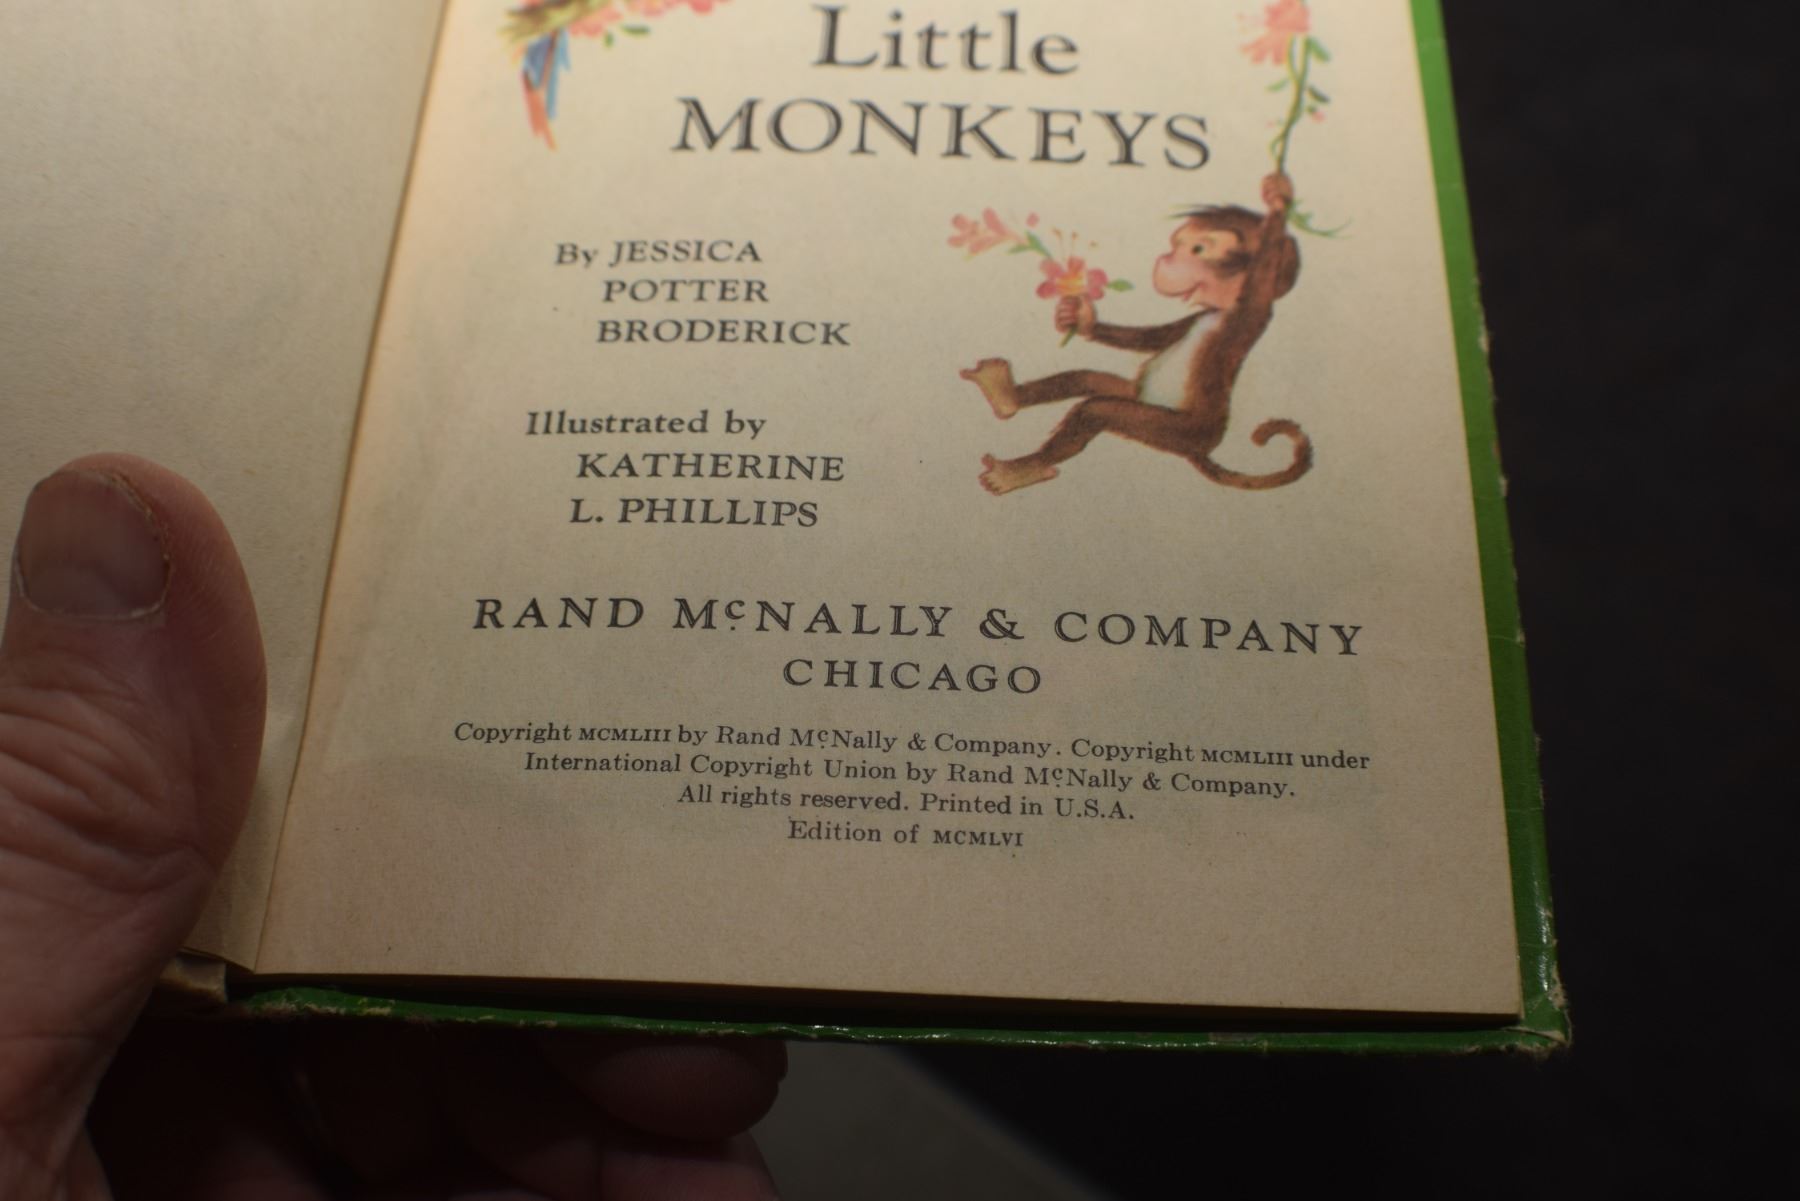 Little
MONKEYS
By JESSICA
POTTER
BRODERICK
Illustrated by
KATHERINE
L. PHILLIPS
RAND MCNALLY & COMPANY
CHICAGO
Copyright MCMLIII by Rand McNally & Company. Copyright MCMLIII under
International Copyright Union by Rand McNally & Company.
All rights reserved. Printed in U.S.A.
Edition of MCMLVI